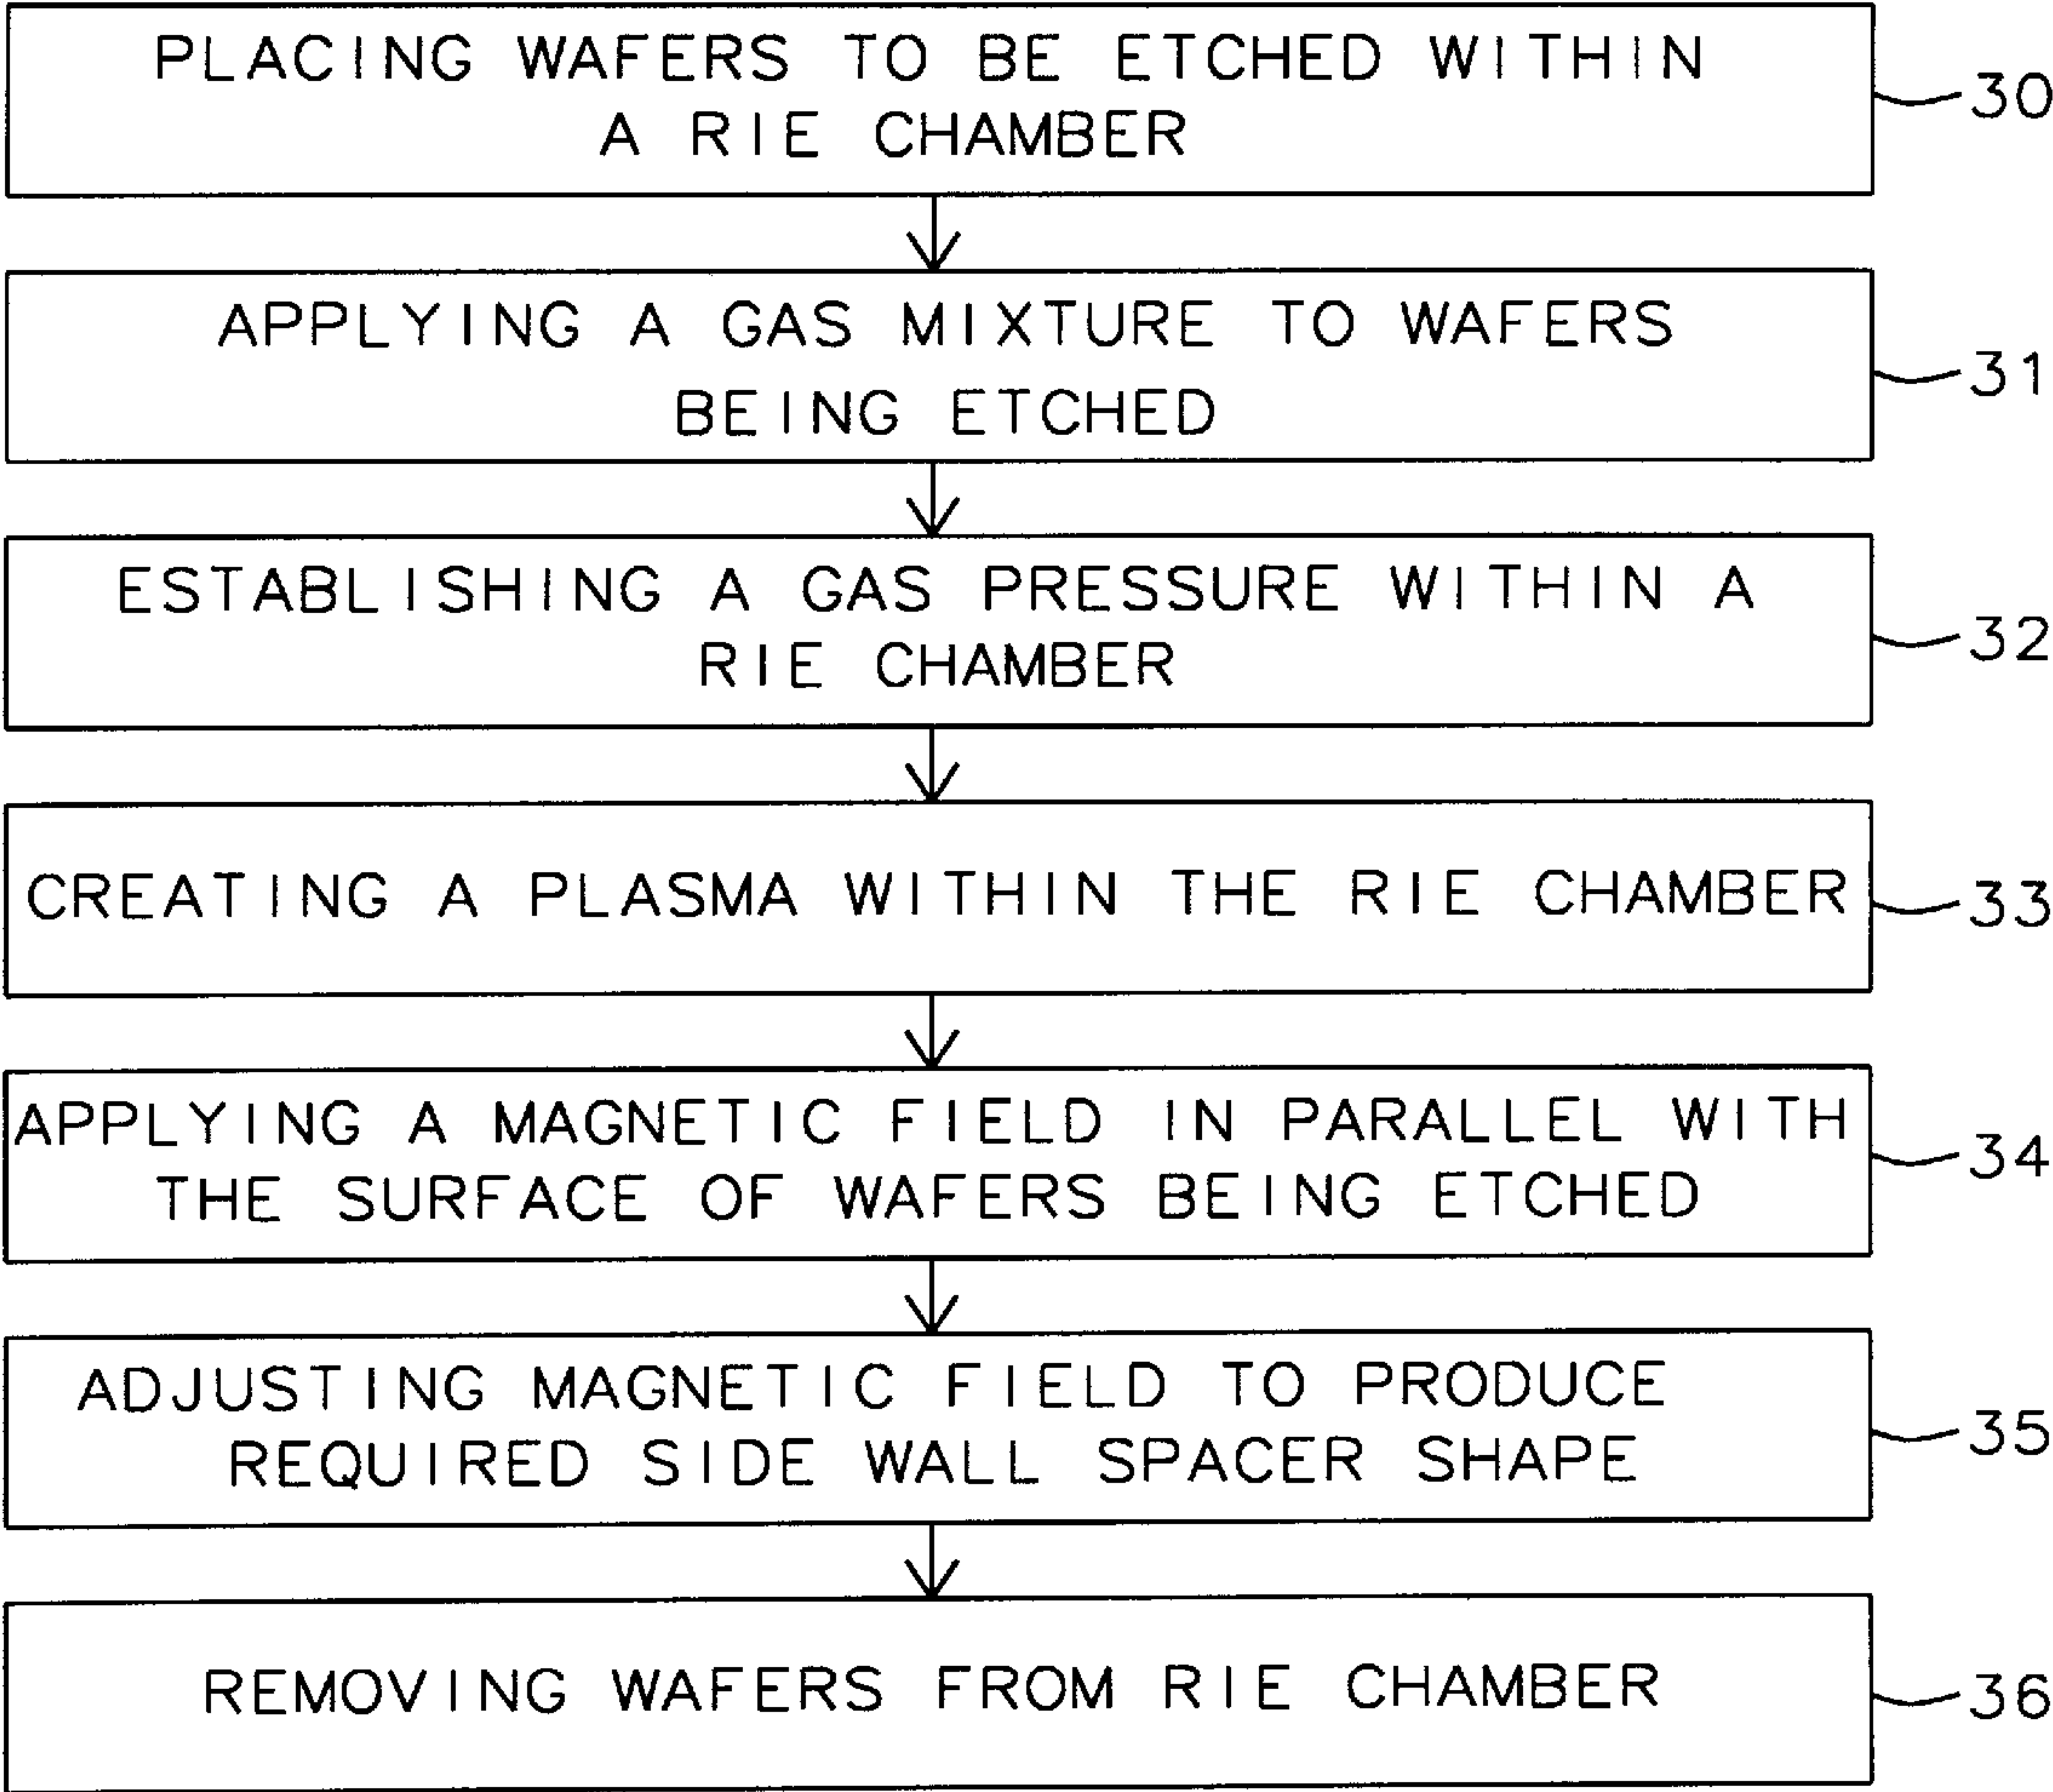 PLACING WAFERS TO BE ETCHED WITHIN
A RIE CHAMBER
30
APPLYING A GAS MIXTURE TO WAFERS
BEING ETCHED
31
ESTABLISHING A GAS PRESSURE WITHIN A
RIE CHAMBER
32
CREATING A PLASMA WITHIN THE RIE CHAMBER
33
APPLYING A MAGNETIC FIELD IN PARALLEL WITH
THE SURFACE OF WAFERS BEING ETCHED
34
ADJUSTING MAGNETIC FIELD TO PRODUCE
REQUIRED SIDE WALL SPACER SHAPE
35
REMOVING WAFERS FROM RIE CHAMBER
36